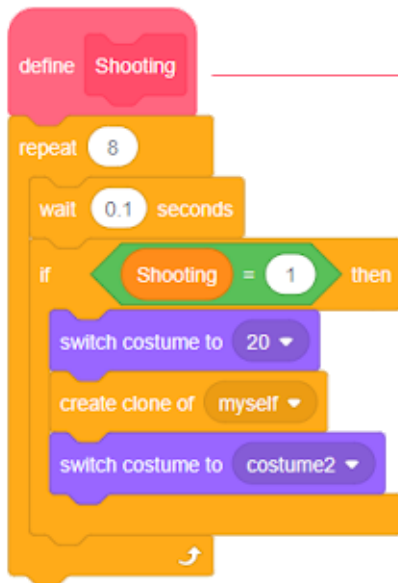 define Shooting
repeat 8
wait 0.1 seconds
if Shooting = 1 then
switch costume to 20
create clone of myself
switch costume to costume2